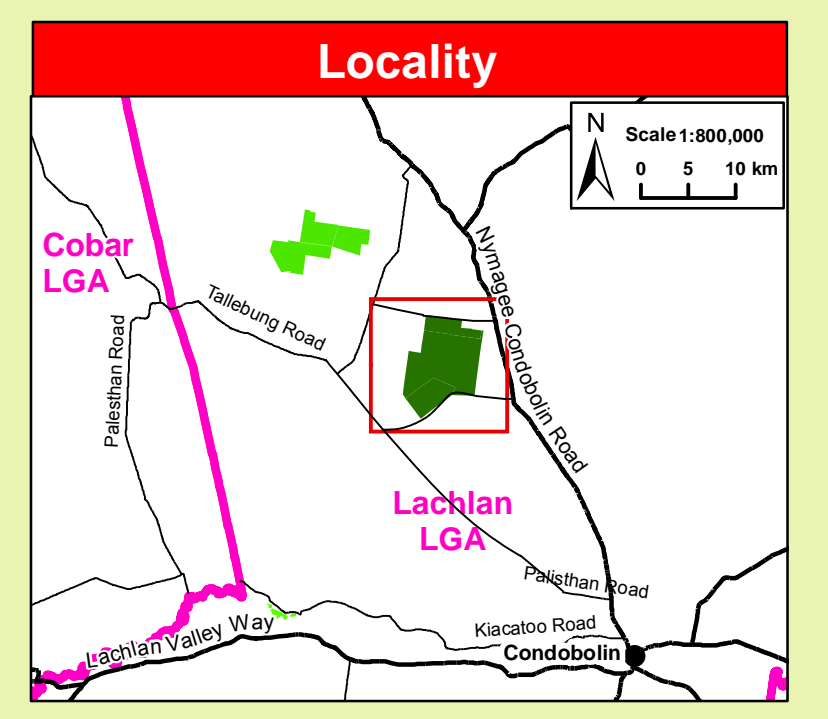 Locality
N
Scale 1:800,000
0 5 10 km
Cobar
LGA
Nymagee Condobolin Road
Tallebung Road
Palesthan Road
Lachlan
LGA
Palisthan Road
Kiacatoo Road
Lachlan Valley Way
Condobolin